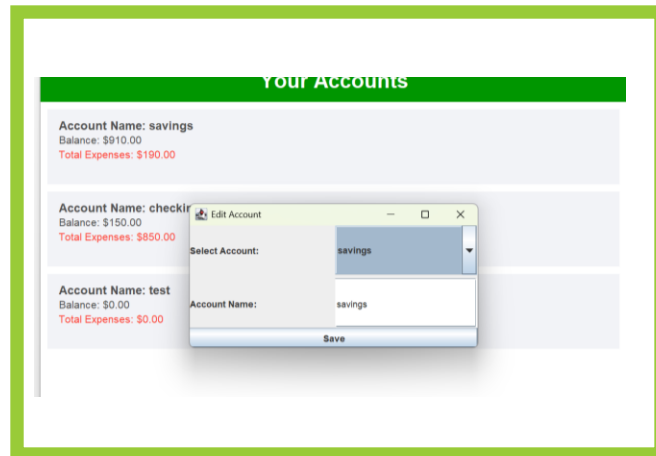 Your Accounts
Account Name: savings
Balance: $910.00
Total Expenses: $190.00
Account Name: checkin
Balance: $150.00
Total Expenses: $850.00
Account Name: test
Balance: $0.00
Total Expenses: $0.00
Edit Account
Select Account:
savings
Account Name:
savings
Save